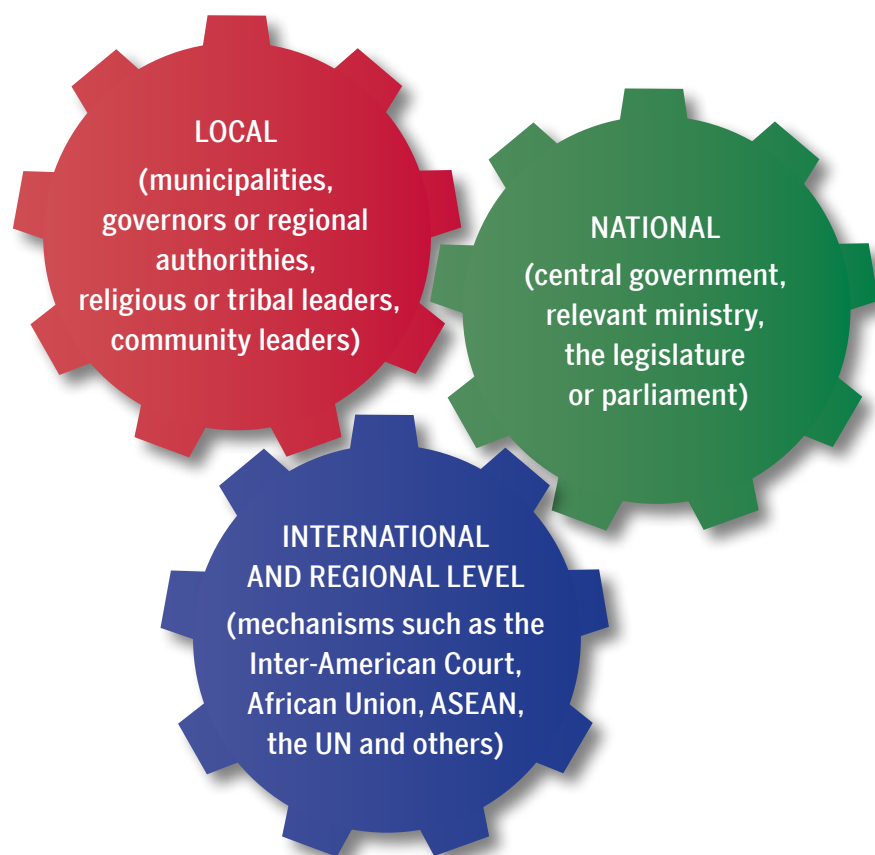 LOCAL
(municipalities,
governors or regional
authorithies,
religious or tribal leaders,
community leaders)
NATIONAL
(central government,
relevant ministry,
the legislature
or parliament)
INTERNATIONAL
AND REGIONAL LEVEL
(mechanisms such as the
Inter-American Court,
African Union, ASEAN,
the UN and others)